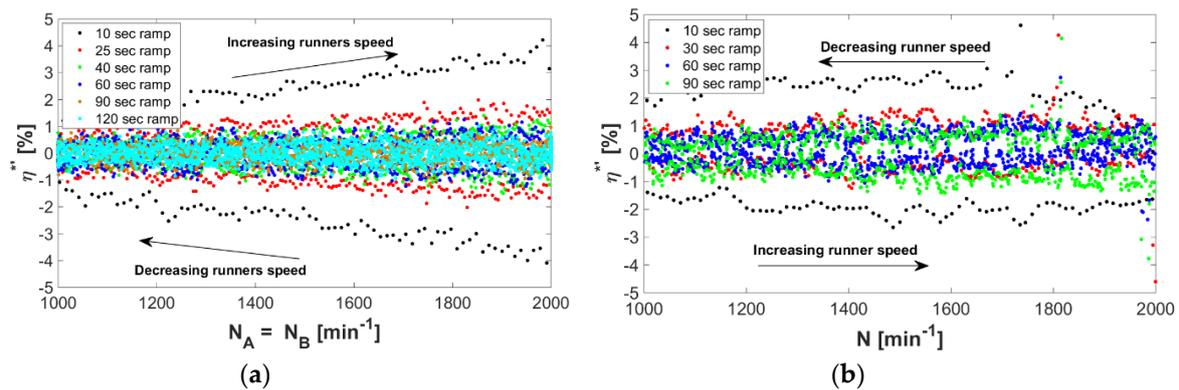 5
4
3
2
1
0
-1
-2
-3
-4
-5
η*' [%]
10 sec ramp
25 sec ramp
40 sec ramp
60 sec ramp
90 sec ramp
120 sec ramp
Increasing runners speed
Decreasing runners speed
1000 1200 1400 1600 1800 2000
N_A = N_B [min⁻¹]
(a)
5
4
3
2
1
0
-1
-2
-3
-4
-5
η*' [%]
10 sec ramp
30 sec ramp
60 sec ramp
90 sec ramp
Decreasing runner speed
Increasing runner speed
1000 1200 1400 1600 1800 2000
N [min⁻¹]
(b)